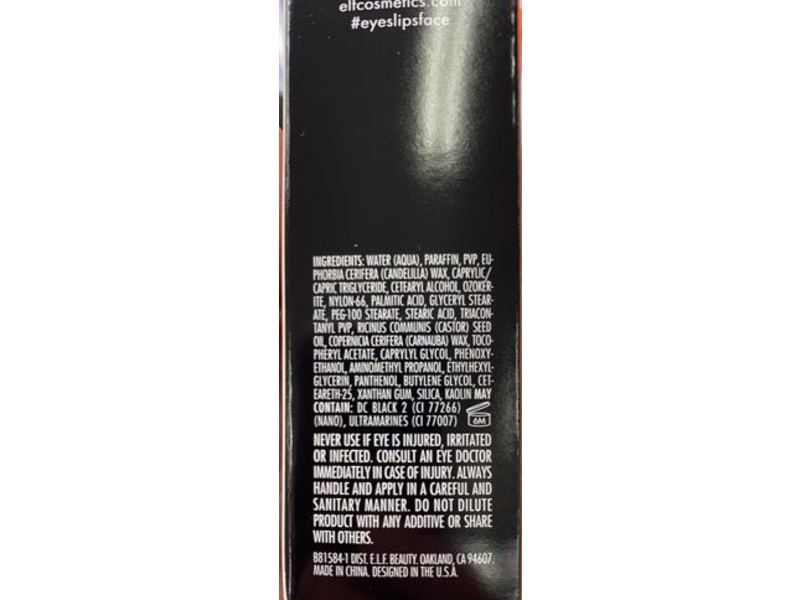 elfcosmetics.com
#eyeslipsface
INGREDIENTS: WATER (AQUA), PARAFFIN, PVP, EU-
PHORBIA CERIFERA (CANDELILLA) WAX, CAPRYLIC/
CAPRIC TRIGLYCERIDE, CETEARYL ALCOHOL, OZOKER-
ITE, NYLON-66, PALMITIC ACID, GLYCERYL STEAR-
ATE, PEG-100 STEARATE, STEARIC ACID, TRIACON-
TANYL PVP, RICINUS COMMUNIS (CASTOR) SEED
OIL, COPERNICIA CERIFERA (CARNAUBA) WAX, TOCO-
PHERYL ACETATE, CAPRYLYL GLYCOL, PHENOXY-
ETHANOL, AMINOMETHYL PROPANOL, ETHYLHEXYL-
GLYCERIN, PANTHENOL, BUTYLENE GLYCOL, CET-
EARETH-25, XANTHAN GUM, SILICA, KAOLIN MAY
CONTAIN: DC BLACK 2 (CI 77266)
(NANO), ULTRAMARINES (CI 77007) 6M
NEVER USE IF EYE IS INJURED, IRRITATED
OR INFECTED. CONSULT AN EYE DOCTOR
IMMEDIATELY IN CASE OF INJURY. ALWAYS
HANDLE AND APPLY IN A CAREFUL AND
SANITARY MANNER. DO NOT DILUTE
PRODUCT WITH ANY ADDITIVE OR SHARE
WITH OTHERS.
B81584-1 DIST. E.L.F. BEAUTY. OAKLAND, CA 94607.
MADE IN CHINA. DESIGNED IN THE U.S.A.